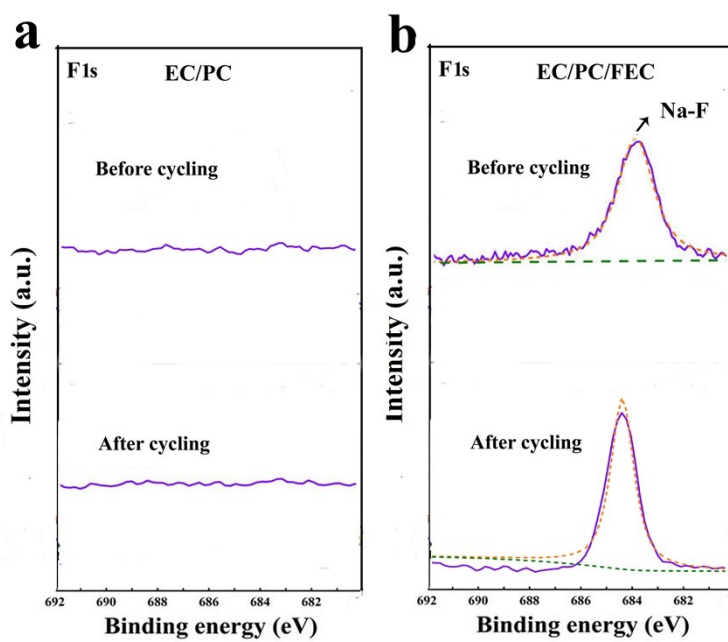 a
F1s EC/PC
Before cycling
After cycling
Intensity (a.u.)
692 690 688 686 684 682
Binding energy (eV)
b
F1s EC/PC/FEC
Na-F
Before cycling
After cycling
Intensity (a.u.)
692 690 688 686 684 682
Binding energy (eV)